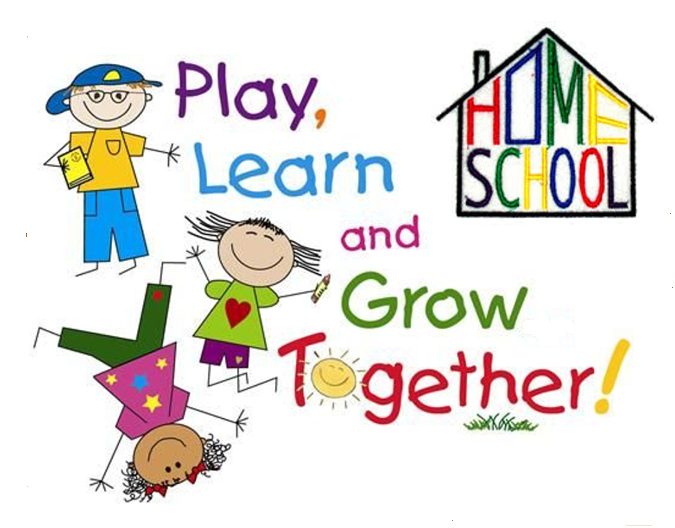 Play,
Learn
and
Grow
Together!
HOME
SCHOOL